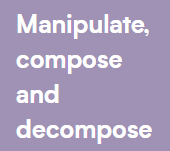 Manipulate,
compose
and
decompose